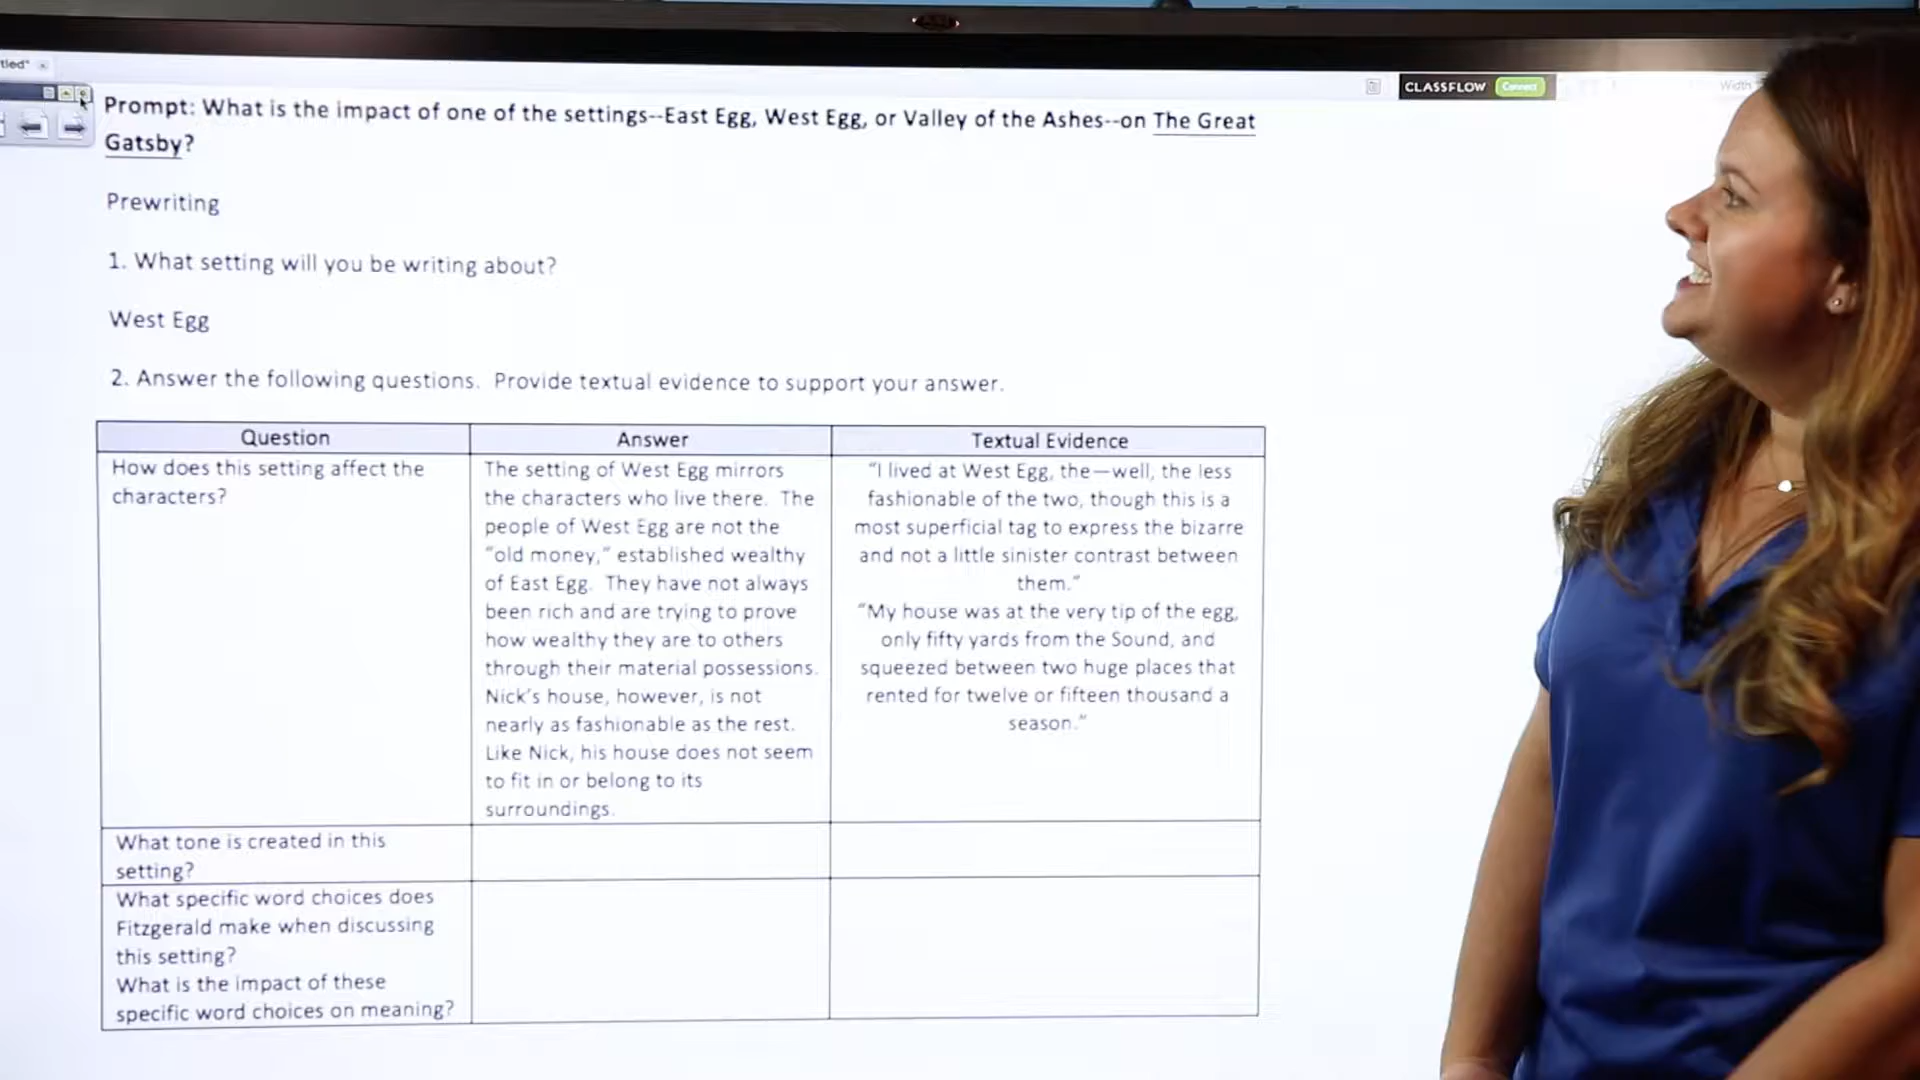 tled*
CLASSFLOW Connect
Width
Prompt: What is the impact of one of the settings--East Egg, West Egg, or Valley of the Ashes--on The Great
Gatsby?
Prewriting
1. What setting will you be writing about?
West Egg
2. Answer the following questions. Provide textual evidence to support your answer.
Question
Answer
Textual Evidence
How does this setting affect the
characters?
The setting of West Egg mirrors
the characters who live there. The
people of West Egg are not the
"old money," established wealthy
of East Egg. They have not always
been rich and are trying to prove
how wealthy they are to others
through their material possessions.
Nick's house, however, is not
nearly as fashionable as the rest.
Like Nick, his house does not seem
to fit in or belong to its
surroundings.
"I lived at West Egg, the—well, the less
fashionable of the two, though this is a
most superficial tag to express the bizarre
and not a little sinister contrast between
them."
"My house was at the very tip of the egg,
only fifty yards from the Sound, and
squeezed between two huge places that
rented for twelve or fifteen thousand a
season."
What tone is created in this
setting?
What specific word choices does
Fitzgerald make when discussing
this setting?
What is the impact of these
specific word choices on meaning?